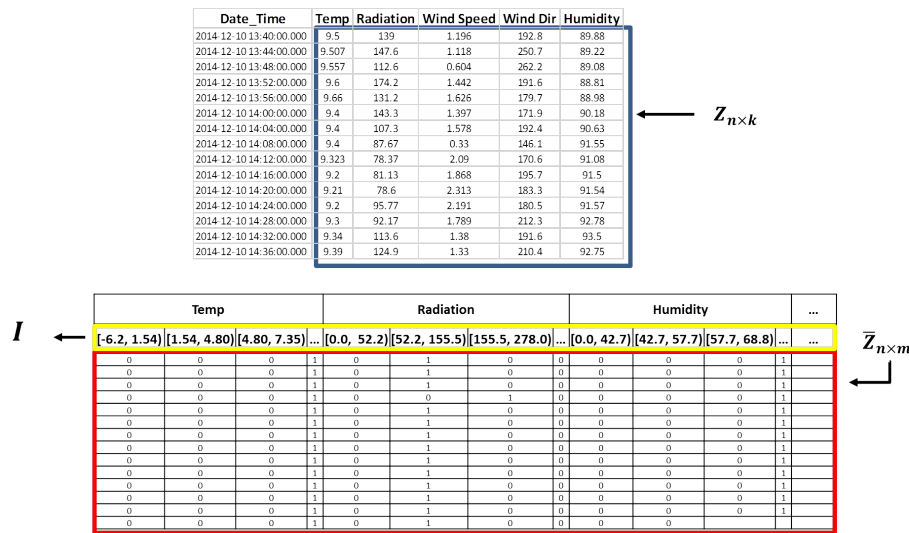 Date_Time Temp Radiation Wind Speed Wind Dir Humidity
2014-12-10 13:40:00.000 9.5 139 1.196 192.8 89.88
2014-12-10 13:44:00.000 9.507 147.6 1.118 250.7 89.22
2014-12-10 13:48:00.000 9.557 112.6 0.604 262.2 89.08
2014-12-10 13:52:00.000 9.6 174.2 1.442 191.6 88.81
2014-12-10 13:56:00.000 9.66 131.2 1.626 179.7 88.98
2014-12-10 14:00:00.000 9.4 143.3 1.397 171.9 90.18
2014-12-10 14:04:00.000 9.4 107.3 1.578 192.4 90.63
2014-12-10 14:08:00.000 9.4 87.67 0.33 146.1 91.55
2014-12-10 14:12:00.000 9.323 78.37 2.09 170.6 91.08
2014-12-10 14:16:00.000 9.2 81.13 1.868 195.7 91.5
2014-12-10 14:20:00.000 9.21 78.6 2.313 183.3 91.54
2014-12-10 14:24:00.000 9.2 95.77 2.191 180.5 91.57
2014-12-10 14:28:00.000 9.3 92.17 1.789 212.3 92.78
2014-12-10 14:32:00.000 9.34 113.6 1.38 191.6 93.5
2014-12-10 14:36:00.000 9.39 124.9 1.33 210.4 92.75
Z n×k
Temp Radiation Humidity ...
I
[-6.2, 1.54) [1.54, 4.80) [4.80, 7.35) ... [0.0, 52.2) [52.2, 155.5) [155.5, 278.0) ... [0.0, 42.7) [42.7, 57.7) [57.7, 68.8) ... ...
Z̅ n×m
0 0 0 1 0 1 0 0 0 0 0 1
0 0 0 1 0 1 0 0 0 0 0 1
0 0 0 1 0 1 0 0 0 0 0 1
0 0 0 1 0 0 1 0 0 0 0 1
0 0 0 1 0 1 0 0 0 0 0 1
0 0 0 1 0 1 0 0 0 0 0 1
0 0 0 1 0 1 0 0 0 0 0 1
0 0 0 1 0 1 0 0 0 0 0 1
0 0 0 1 0 1 0 0 0 0 0 1
0 0 0 1 0 1 0 0 0 0 0 1
0 0 0 1 0 1 0 0 0 0 0 1
0 0 0 1 0 1 0 0 0 0 0 1
0 0 0 1 0 1 0 0 0 0 0 1
0 0 0 1 0 1 0 0 0 0 0